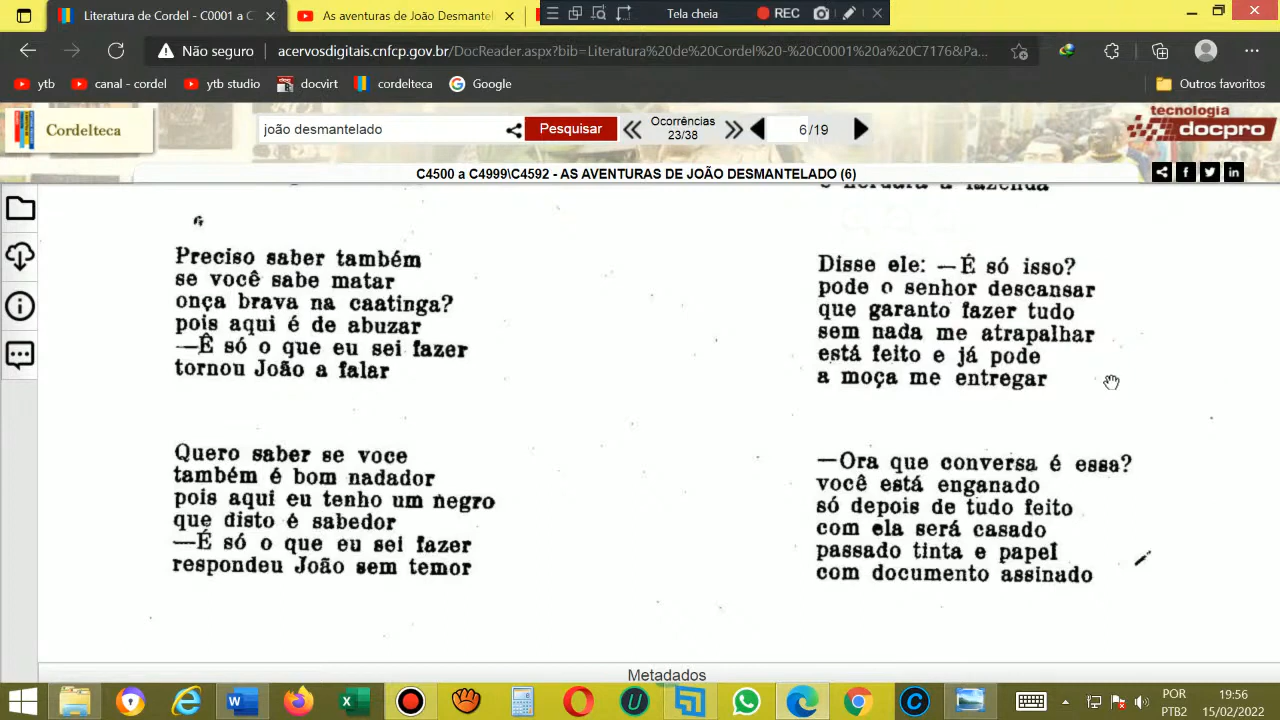 Literatura de Cordel - C0001 a C
As aventuras de João Desmantel
Tela cheia
REC
Não seguro
acervosdigitais.cnfcp.gov.br/DocReader.aspx?bib=Literatura%20de%20Cordel%20-%20C0001%20a%20C7176&Pa...
ytb
canal - cordel
ytb studio
docvirt
cordelteca
Google
Outros favoritos
Cordelteca
joão desmantelado
Pesquisar
Ocorrências
23/38
6/19
tecnologia
docpro
C4500 a C4999\C4592 - AS AVENTURAS DE JOÃO DESMANTELADO (6)
Preciso saber também
se você sabe matar
onça brava na caatinga?
pois aqui é de abuzar
—Ê só o que eu sei fazer
tornou João a falar
Quero saber se voce
também é bom nadador
pois aqui eu tenho um negro
que disto é sabedor
—É só o que eu sei fazer
respondeu João sem temor
a fazenda
Disse ele: —É só isso?
pode o senhor descansar
que garanto fazer tudo
sem nada me atrapalhar
está feito e já pode
a moça me entregar
—Ora que conversa é essa?
você está enganado
só depois de tudo feito
com ela será casado
passado tinta e papel
com documento assinado
Metadados
POR
PTB2
19:56
15/02/2022